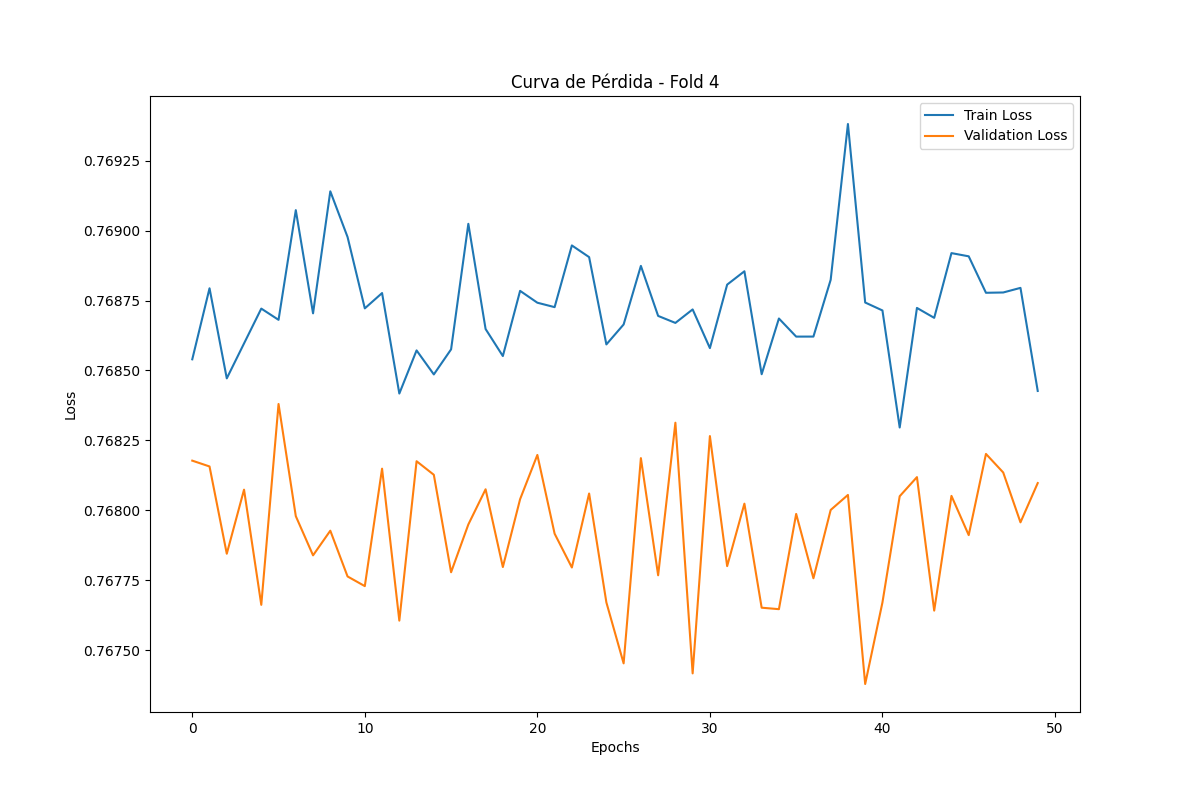 Curva de Pérdida - Fold 4
Train Loss
Validation Loss
0.76925
0.76900
0.76875
0.76850
0.76825
0.76800
0.76775
0.76750
Loss
0 10 20 30 40 50
Epochs